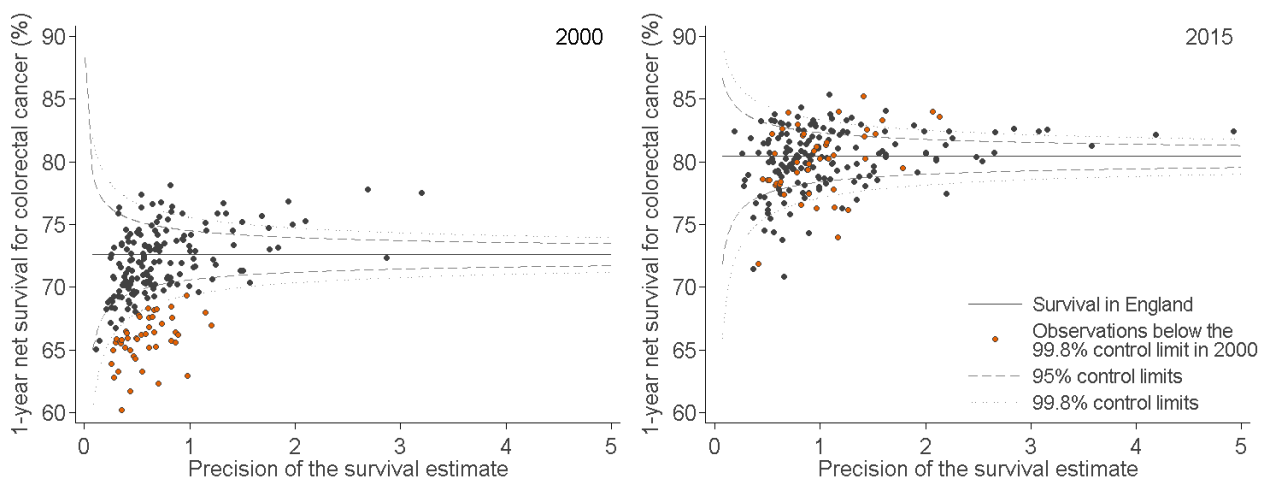 1-year net survival for colorectal cancer (%)
90
85
80
75
70
65
60
2000
0 1 2 3 4 5
Precision of the survival estimate
1-year net survival for colorectal cancer (%)
90
85
80
75
70
65
60
2015
Survival in England
Observations below the
99.8% control limit in 2000
95% control limits
99.8% control limits
0 1 2 3 4 5
Precision of the survival estimate